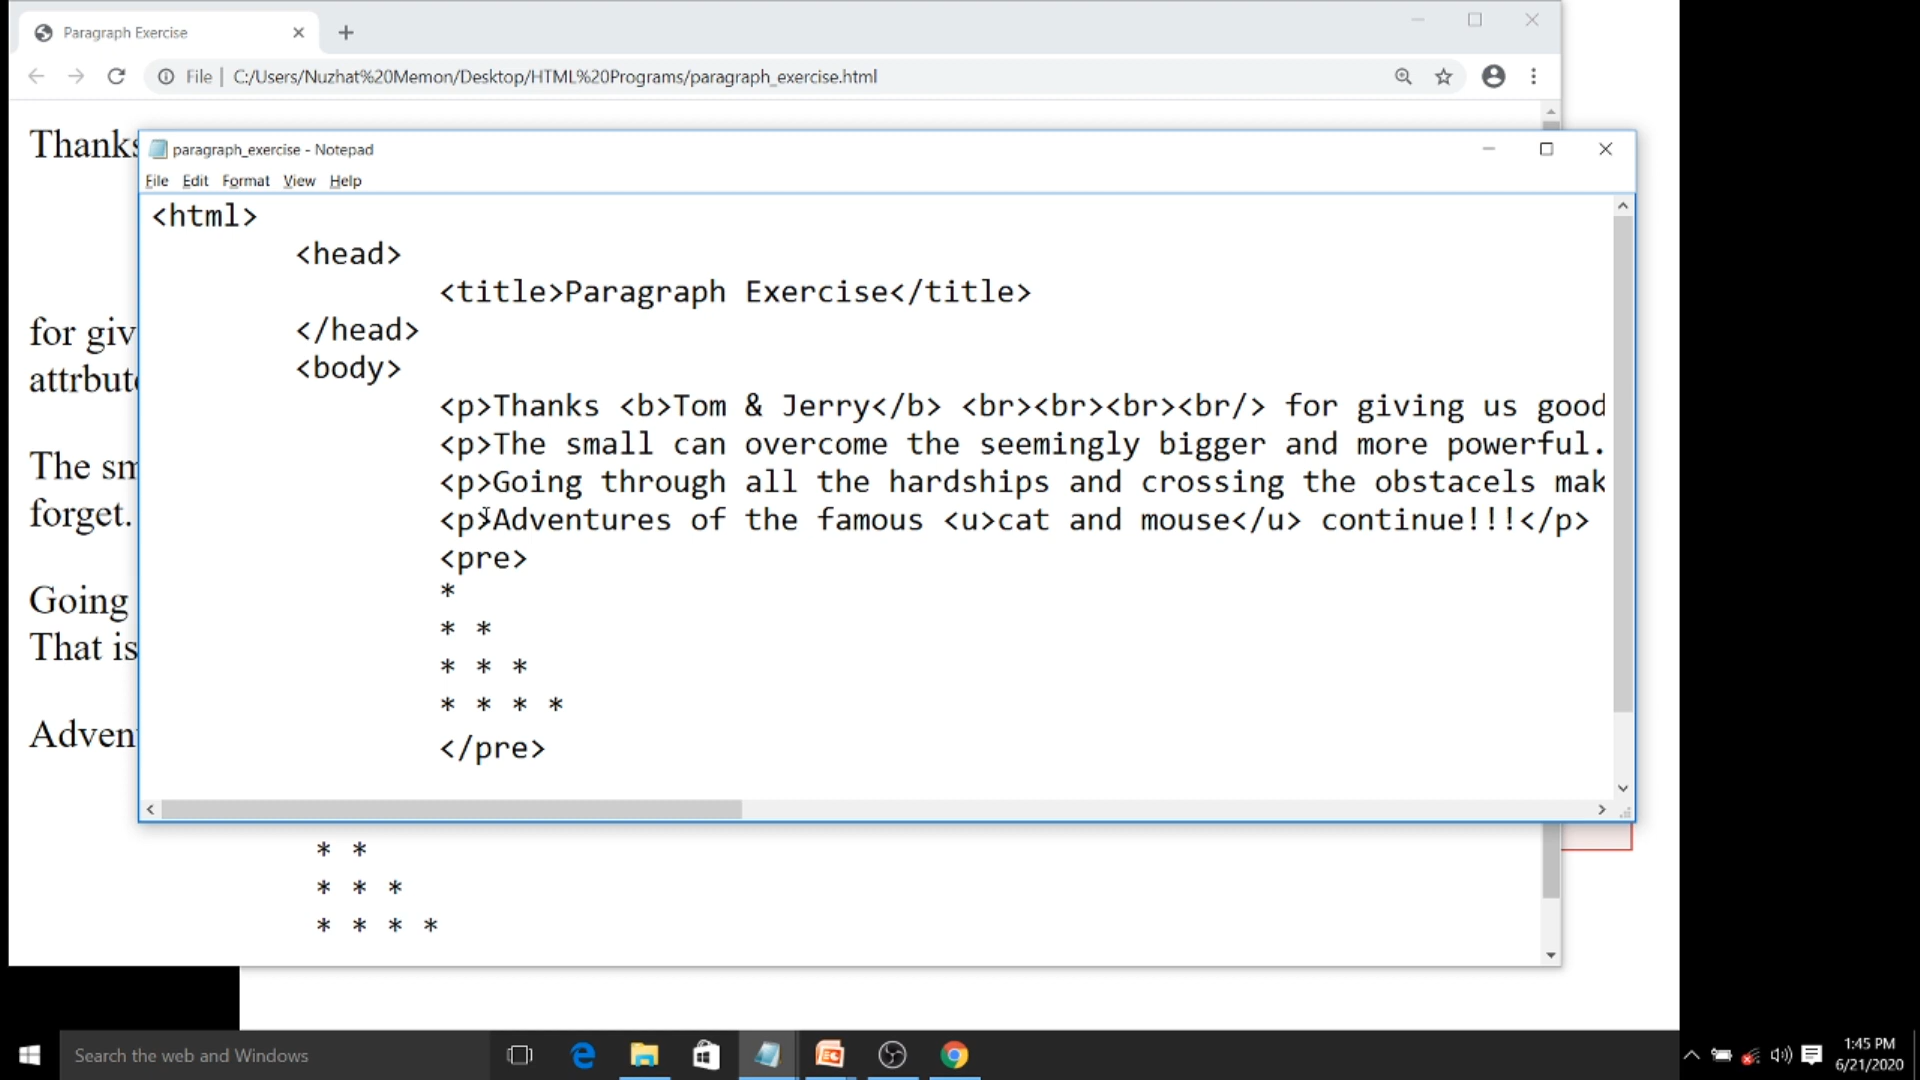 Paragraph Exercise
File | C:/Users/Nuzhat%20Memon/Desktop/HTML%20Programs/paragraph_exercise.html
Thanks
paragraph_exercise - Notepad
File Edit Format View Help
<html>
<head>
<title>Paragraph Exercise</title>
</head>
<body>
<p>Thanks <b>Tom & Jerry</b> <br><br><br><br/> for giving us good
<p>The small can overcome the seemingly bigger and more powerful.
<p>Going through all the hardships and crossing the obstacels mak
<p>Adventures of the famous <u>cat and mouse</u> continue!!!</p>
<pre>
*
* *
* * *
* * * *
</pre>
for giv
attrbut
The sm
forget.
Going
That is
Adven
* *
* * *
* * * *
Search the web and Windows
1:45 PM
6/21/2020